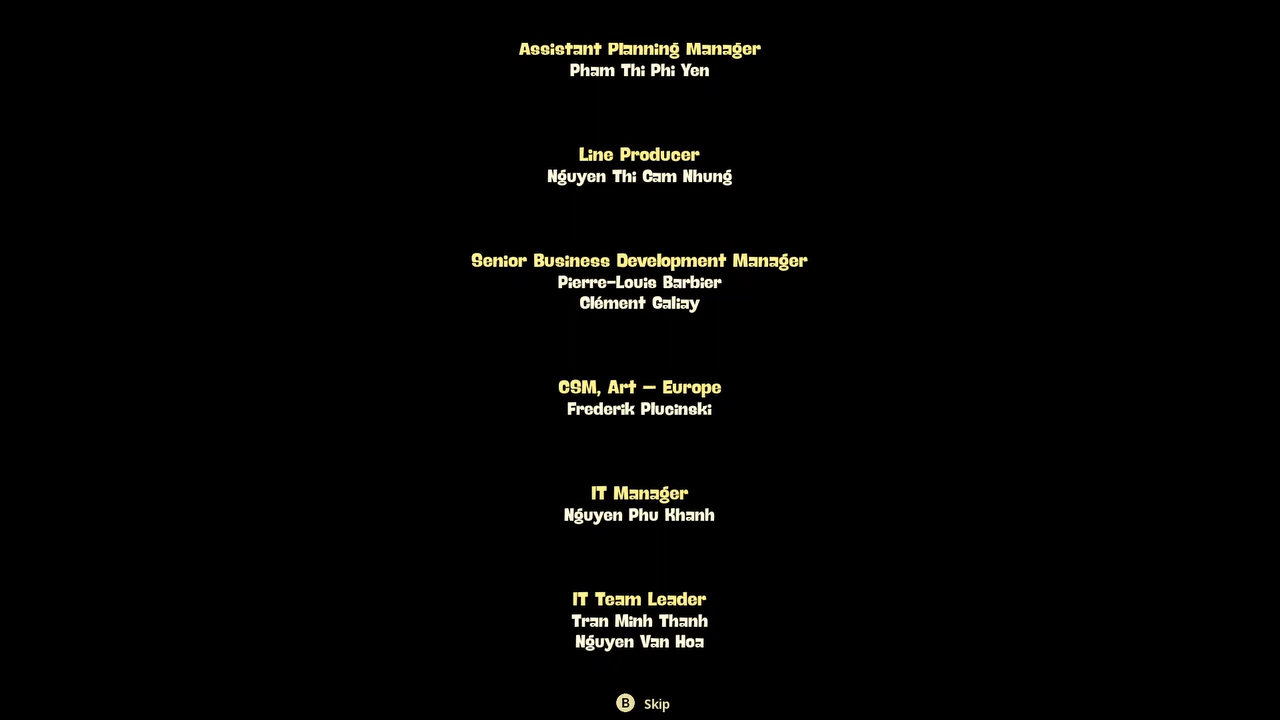 Assistant Planning Manager
Pham Thi Phi Yen
Line Producer
Nguyen Thi Cam Nhung
Senior Business Development Manager
Pierre-Louis Barbier
Clément Galiay
CSM, Art – Europe
Frederik Plucinski
IT Manager
Nguyen Phu Khanh
IT Team Leader
Tran Minh Thanh
Nguyen Van Hoa
B Skip